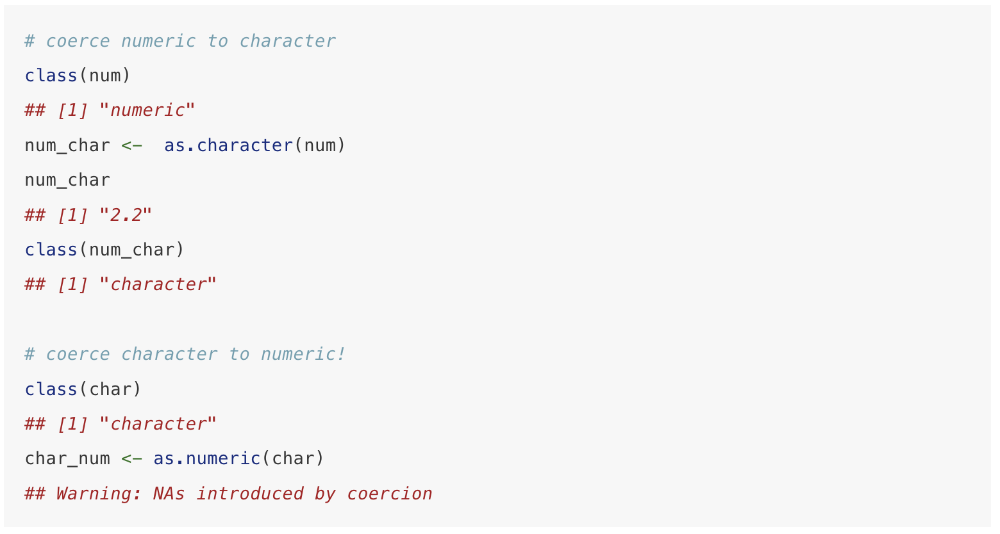 # coerce numeric to character
class(num)
## [1] "numeric"
num_char <-  as.character(num)
num_char
## [1] "2.2"
class(num_char)
## [1] "character"
# coerce character to numeric!
class(char)
## [1] "character"
char_num <- as.numeric(char)
## Warning: NAs introduced by coercion